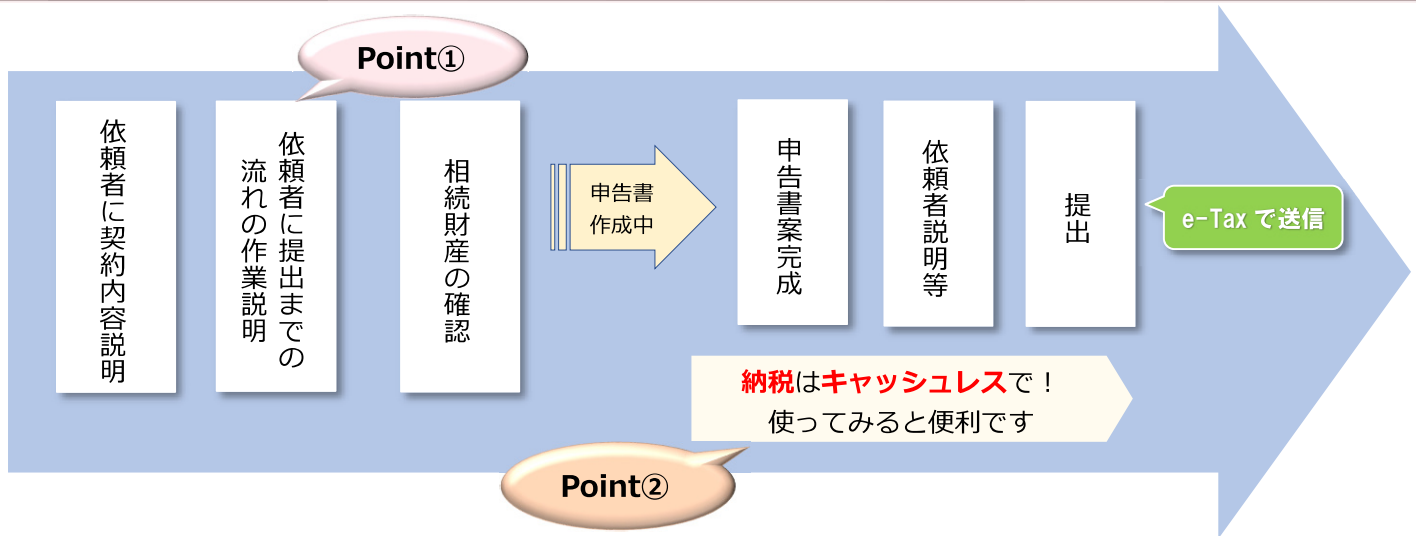 Point①
依頼者に契約内容説明
依頼者に提出までの
流れの作業説明
相続財産の確認
申告書
作成中
申告書案完成
依頼者説明等
提出
e-Tax で送信
納税はキャッシュレスで！
使ってみると便利です
Point②